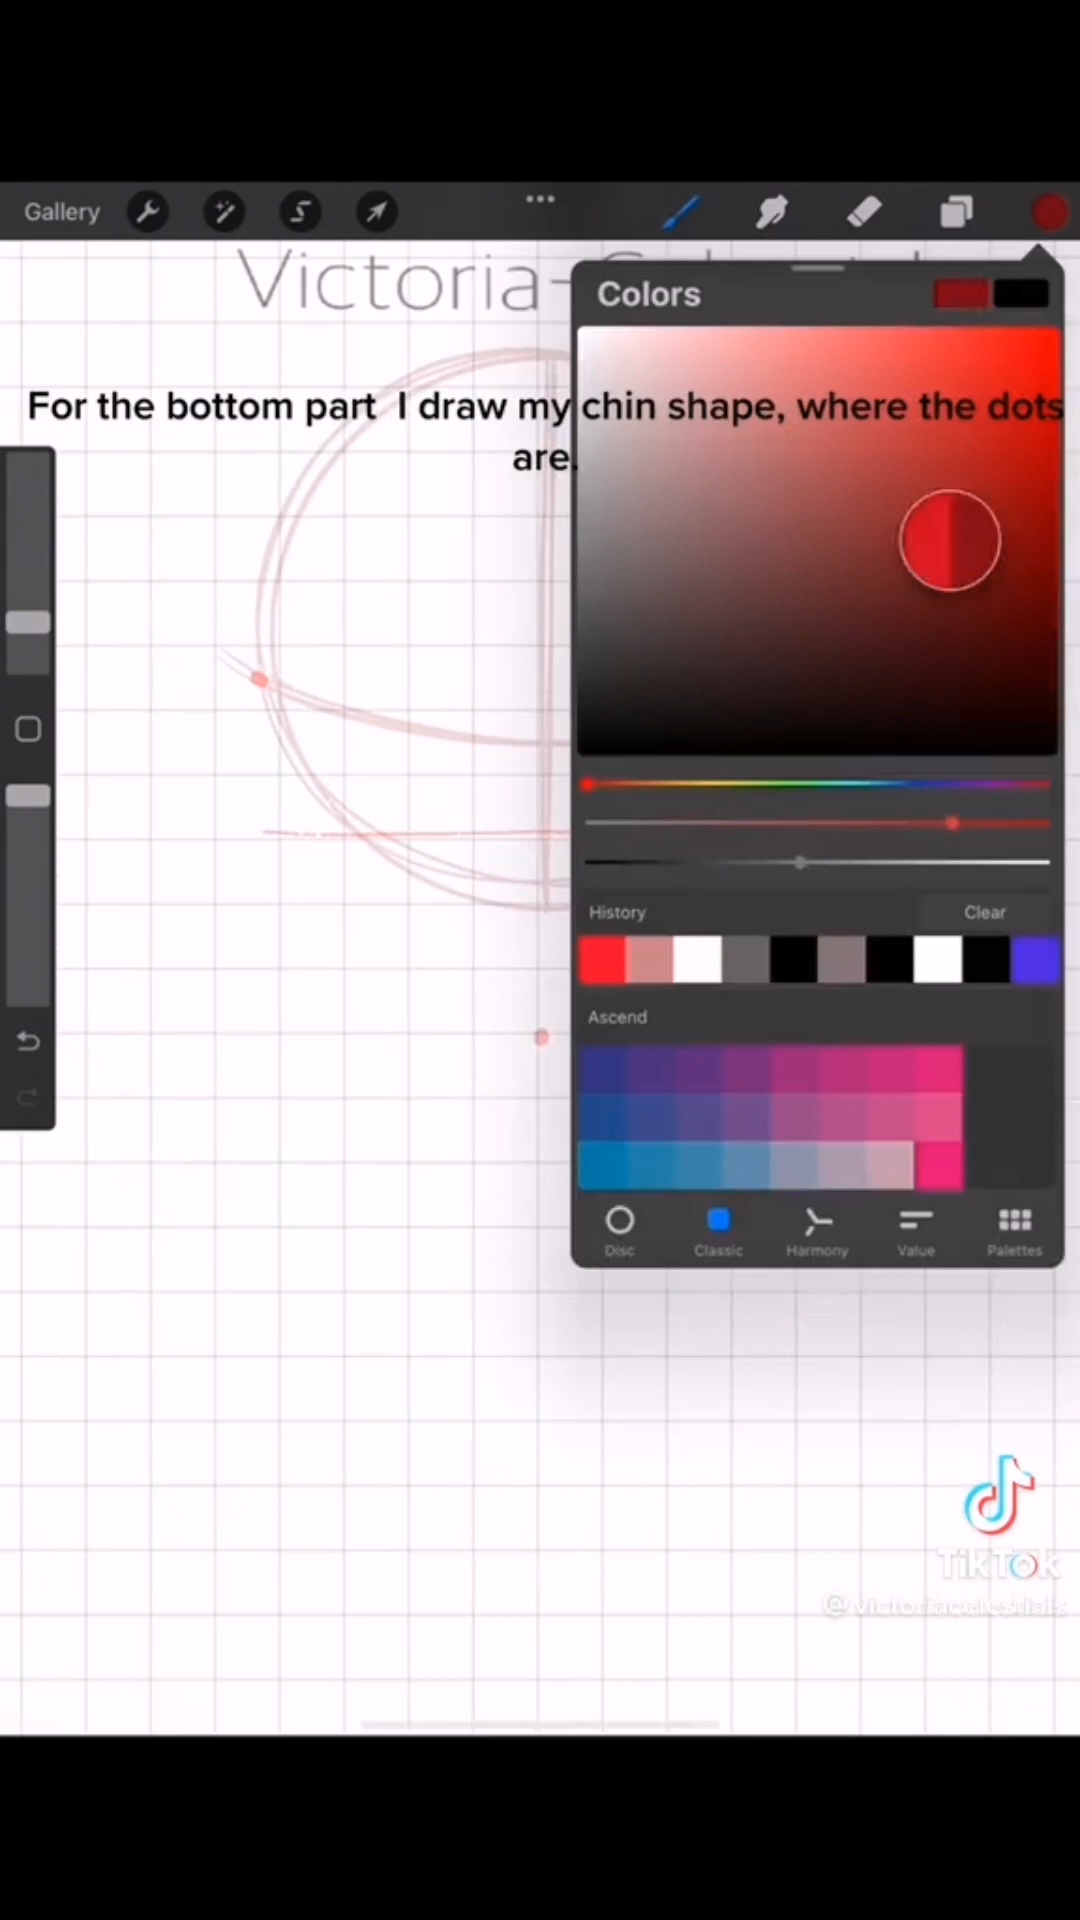 Gallery
Victoria-
Colors
For the bottom part I draw my chin shape, where the dots
are.
History
Clear
Ascend
Disc
Classic
Harmony
Value
Palettes
TikTok
@victoriacelestials